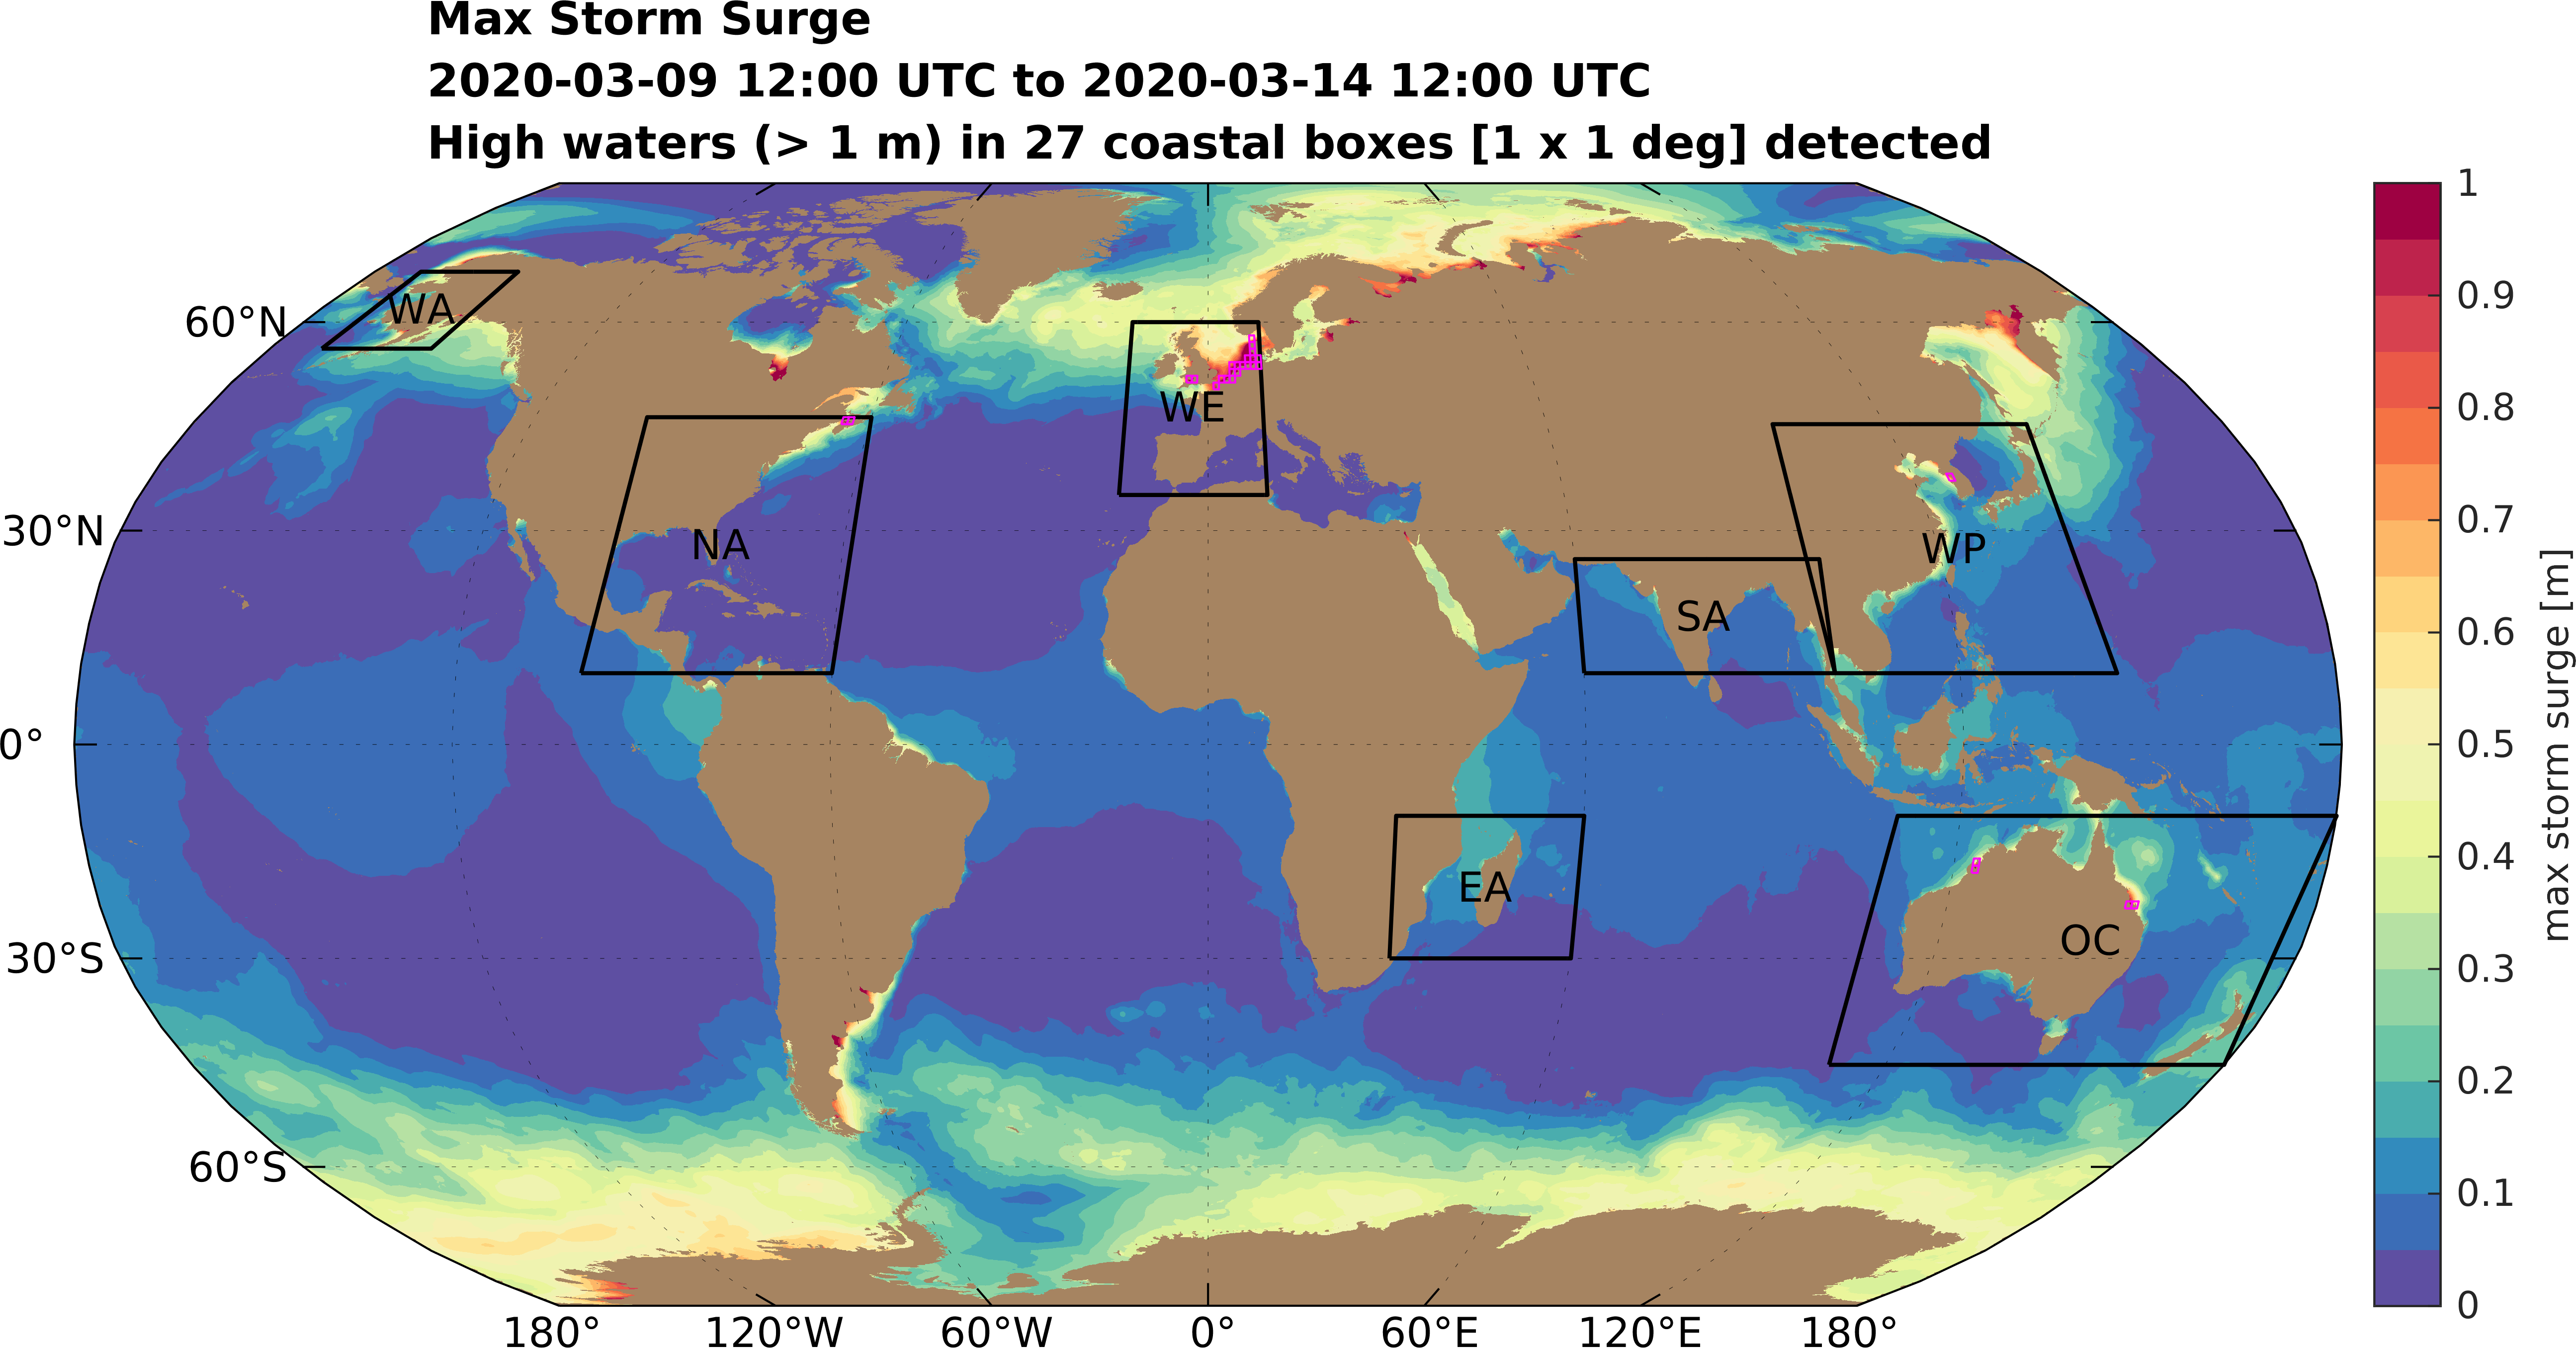 Max Storm Surge
2020-03-09 12:00 UTC to 2020-03-14 12:00 UTC
High waters (> 1 m) in 27 coastal boxes [1 x 1 deg] detected
60°N
30°N
0°
30°S
60°S
180°
120°W
60°W
0°
60°E
120°E
180°
WA
NA
WE
SA
WP
EA
OC
1
0.9
0.8
0.7
0.6
0.5
0.4
0.3
0.2
0.1
0
max storm surge [m]